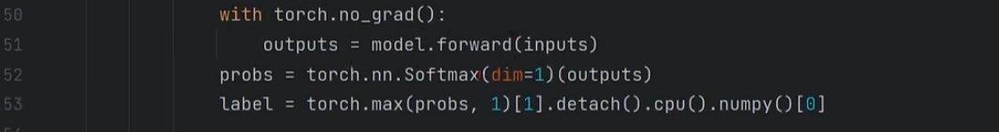 50 with torch.no_grad():
51 outputs = model.forward(inputs)
52 probs = torch.nn.Softmax(dim=1)(outputs)
53 label = torch.max(probs, 1)[1].detach().cpu().numpy()[0]